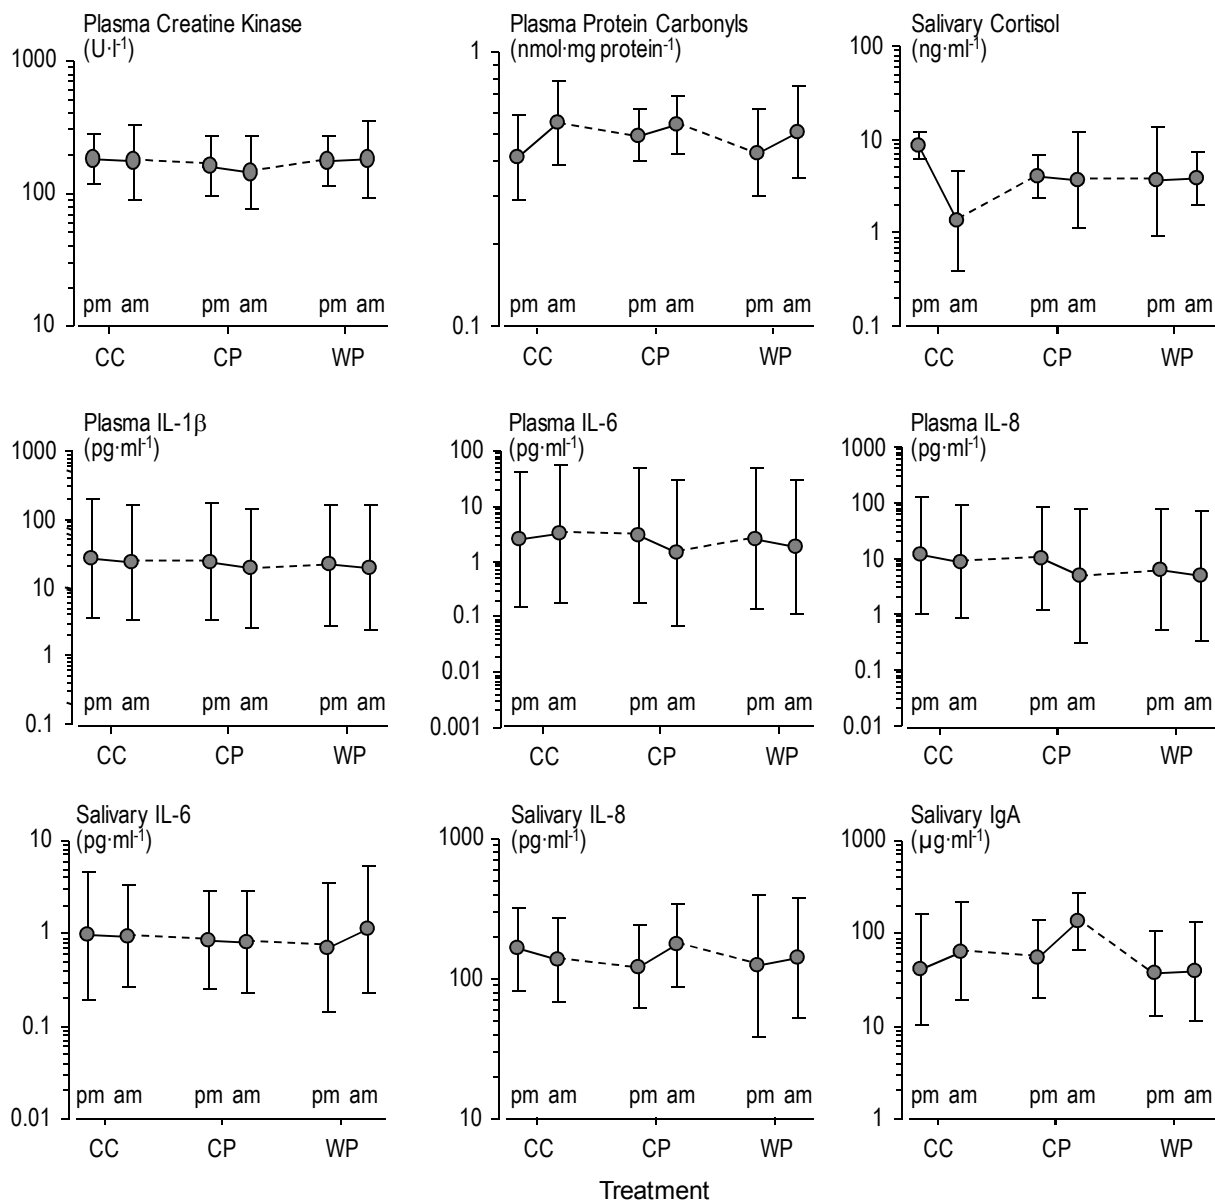 Plasma Creatine Kinase
(U·l⁻¹)
1000
100
10
pm am pm am pm am
CC CP WP
Plasma Protein Carbonyls
(nmol·mg protein⁻¹)
1
0.1
pm am pm am pm am
CC CP WP
Salivary Cortisol
(ng·ml⁻¹)
100
10
1
0.1
pm am pm am pm am
CC CP WP
Plasma IL-1β
(pg·ml⁻¹)
1000
100
10
1
0.1
pm am pm am pm am
CC CP WP
Plasma IL-6
(pg·ml⁻¹)
100
10
1
0.1
0.01
0.001
pm am pm am pm am
CC CP WP
Plasma IL-8
(pg·ml⁻¹)
1000
100
10
1
0.1
0.01
pm am pm am pm am
CC CP WP
Salivary IL-6
(pg·ml⁻¹)
10
1
0.1
0.01
pm am pm am pm am
CC CP WP
Salivary IL-8
(pg·ml⁻¹)
1000
100
10
pm am pm am pm am
CC CP WP
Salivary IgA
(µg·ml⁻¹)
1000
100
10
1
pm am pm am pm am
CC CP WP
Treatment